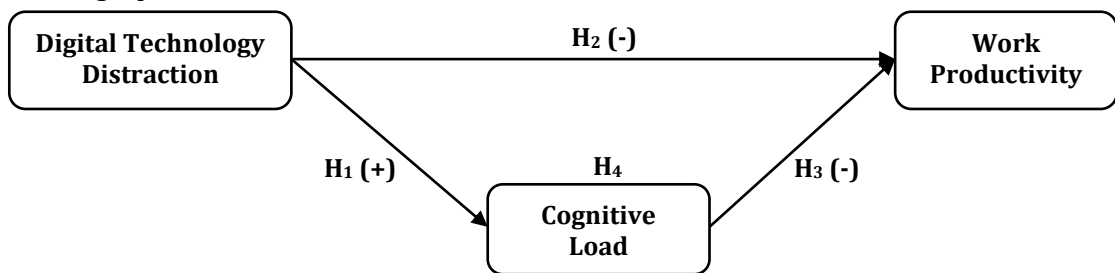 Digital Technology
Distraction
H₂ (-)
Work
Productivity
H₁ (+)
H₄
H₃ (-)
Cognitive
Load